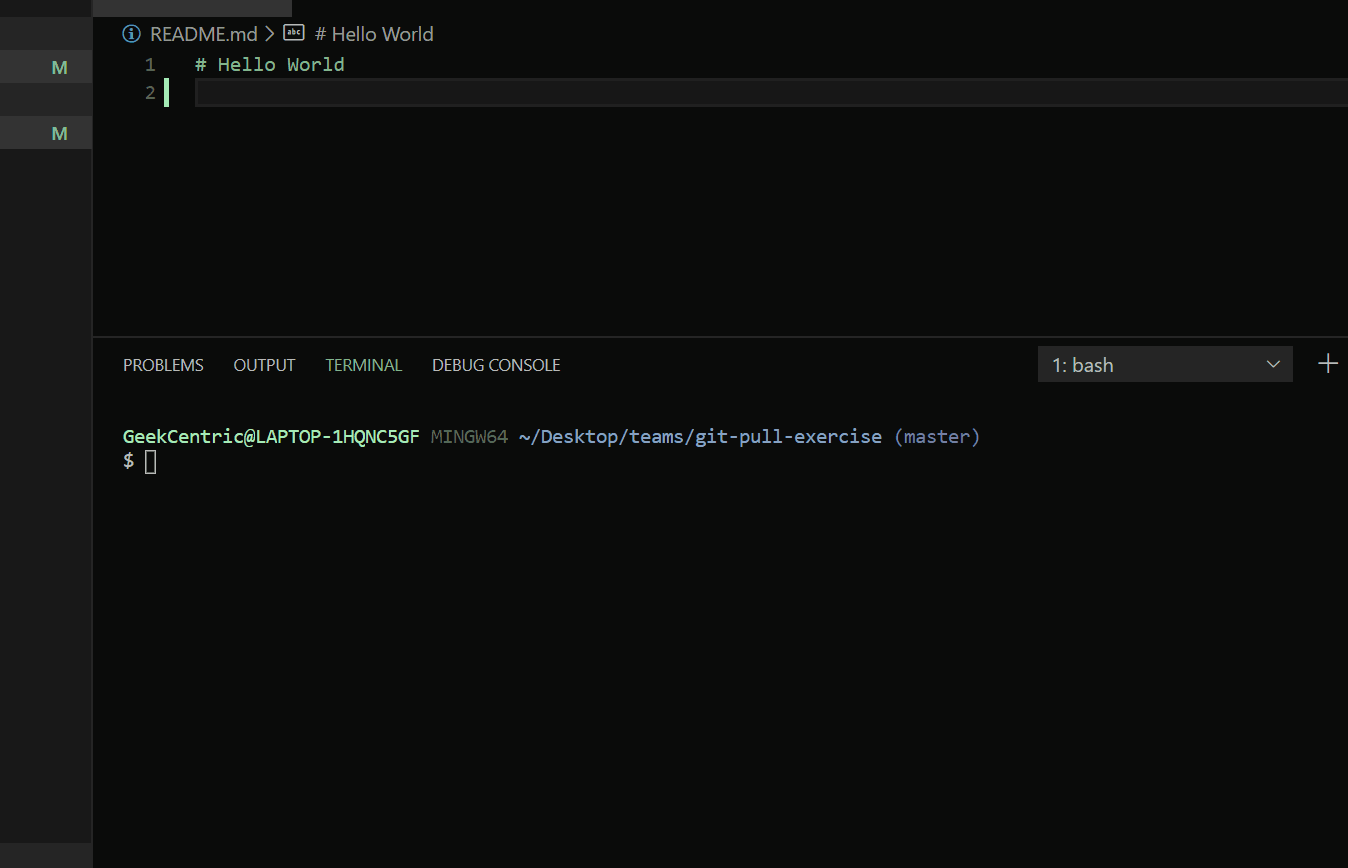 README.md > abc # Hello World
M
1 # Hello World
2
M
PROBLEMS OUTPUT TERMINAL DEBUG CONSOLE 1: bash
GeekCentric@LAPTOP-1HQNC5GF MINGW64 ~/Desktop/teams/git-pull-exercise (master)
$